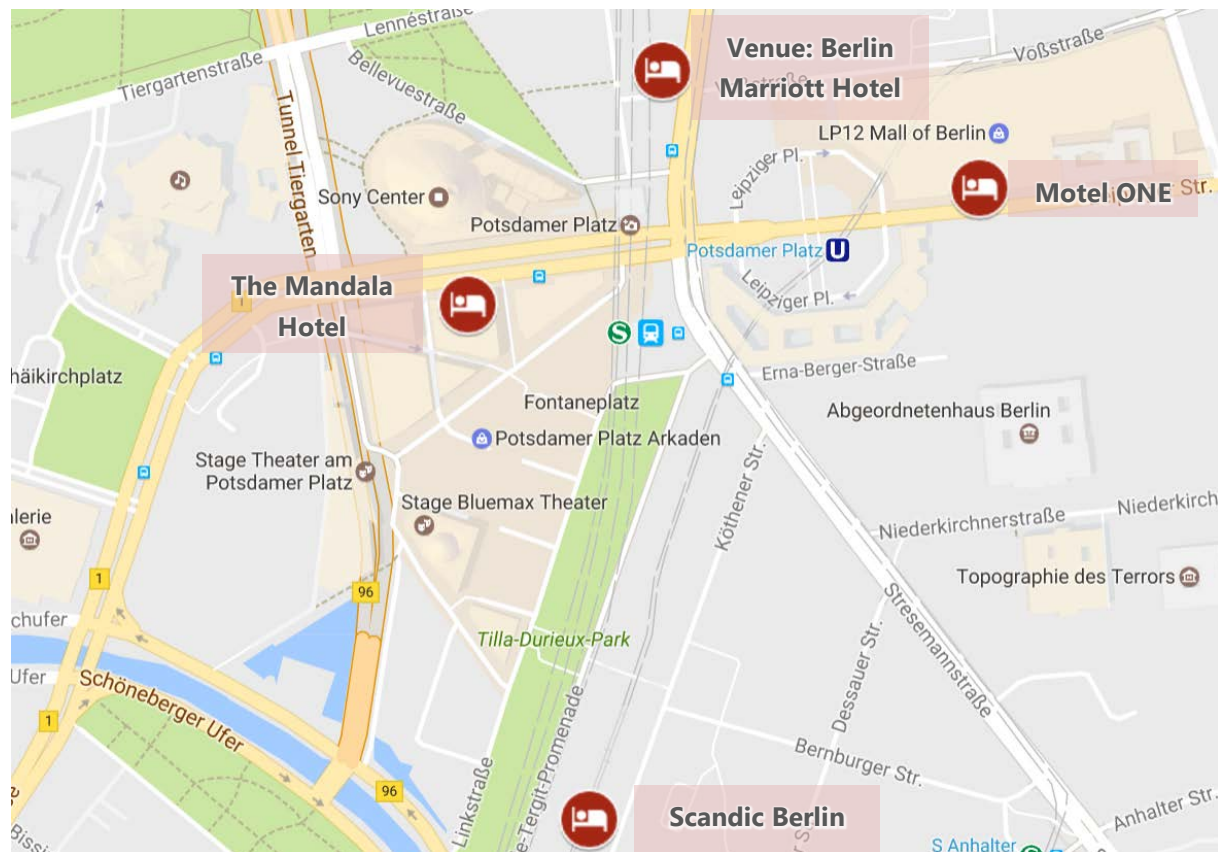 Lennéstraße
Tiergartenstraße
Bellevuestraße
Tunnel Tiergarten
Venue: Berlin
Marriott Hotel
Voßstraße
LP12 Mall of Berlin
Leipziger Pl.
Motel ONE
Str.
Sony Center
Potsdamer Platz
Potsdamer Platz
U
Leipziger Pl.
The Mandala
Hotel
1
S
häikirchplatz
Erna-Berger-Straße
Fontaneplatz
Abgeordnetenhaus Berlin
Potsdamer Platz Arkaden
Stage Theater am
Potsdamer Platz
Stage Bluemax Theater
Köthener Str.
Niederkirchnerstraße
Niederkirch
lerie
Topographie des Terrors
1
96
chufer
Tilla-Durieux-Park
Dessauer Str.
Stresemannstraße
Ufer
Schöneberger Ufer
1
Bernburger Str.
96
Linkstraße
e-Tergit-Promenade
Scandic Berlin
Anhalter Str.
S Anhalter
Bissi